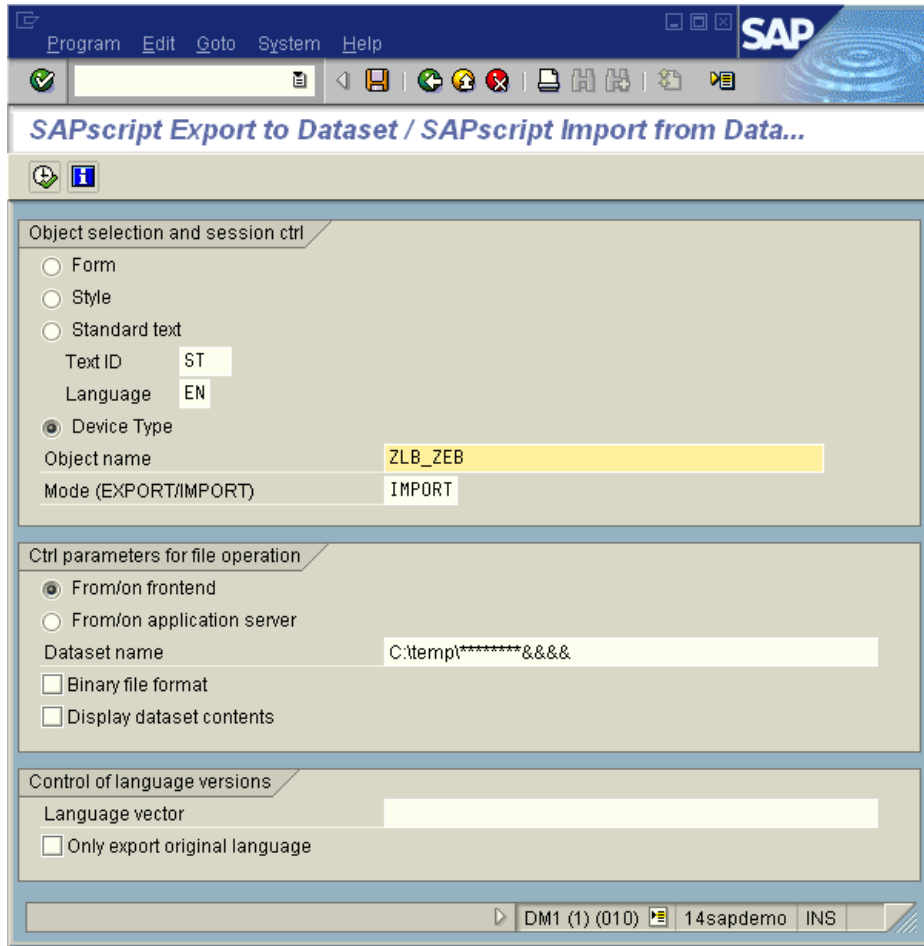 Program Edit Goto System Help
SAP
SAPscript Export to Dataset / SAPscript Import from Data...
Object selection and session ctrl
Form
Style
Standard text
Text ID ST
Language EN
Device Type
Object name ZLB_ZEB
Mode (EXPORT/IMPORT) IMPORT
Ctrl parameters for file operation
From/on frontend
From/on application server
Dataset name C:\temp\********&&&&
Binary file format
Display dataset contents
Control of language versions
Language vector
Only export original language
DM1 (1) (010) 14sapdemo INS